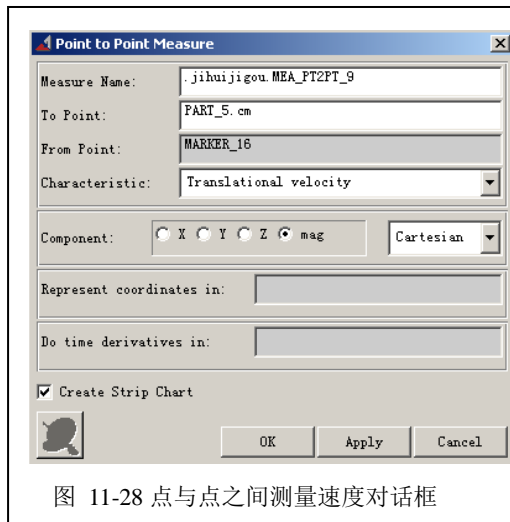 Point to Point Measure
Measure Name: .jihuijigou.MEA_PT2PT_9
To Point: PART_5.cm
From Point: MARKER_16
Characteristic: Translational velocity
Component: X Y Z mag Cartesian
Represent coordinates in:
Do time derivatives in:
Create Strip Chart
OK Apply Cancel
图 11-28 点与点之间测量速度对话框